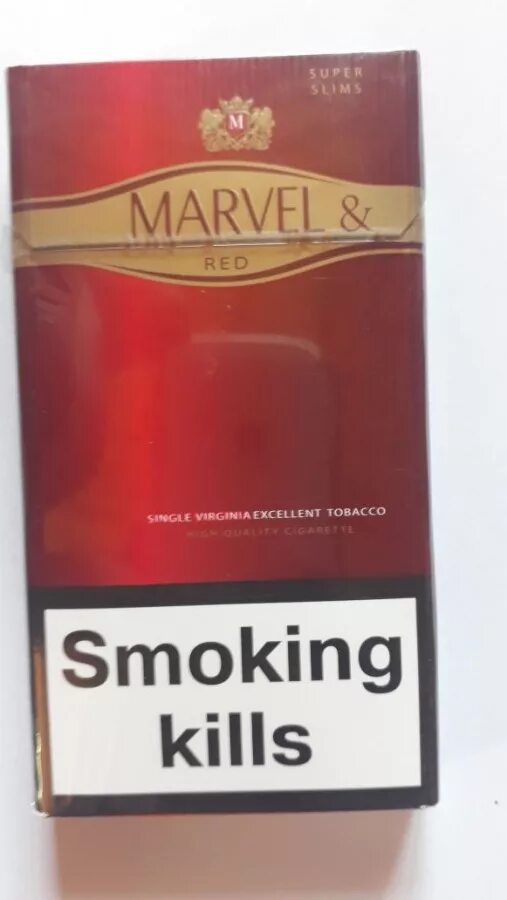 SUPER
SLIMS
M
MARVEL &
RED
SINGLE VIRGINIA EXCELLENT TOBACCO
HIGH QUALITY CIGARETTE
Smoking
kills